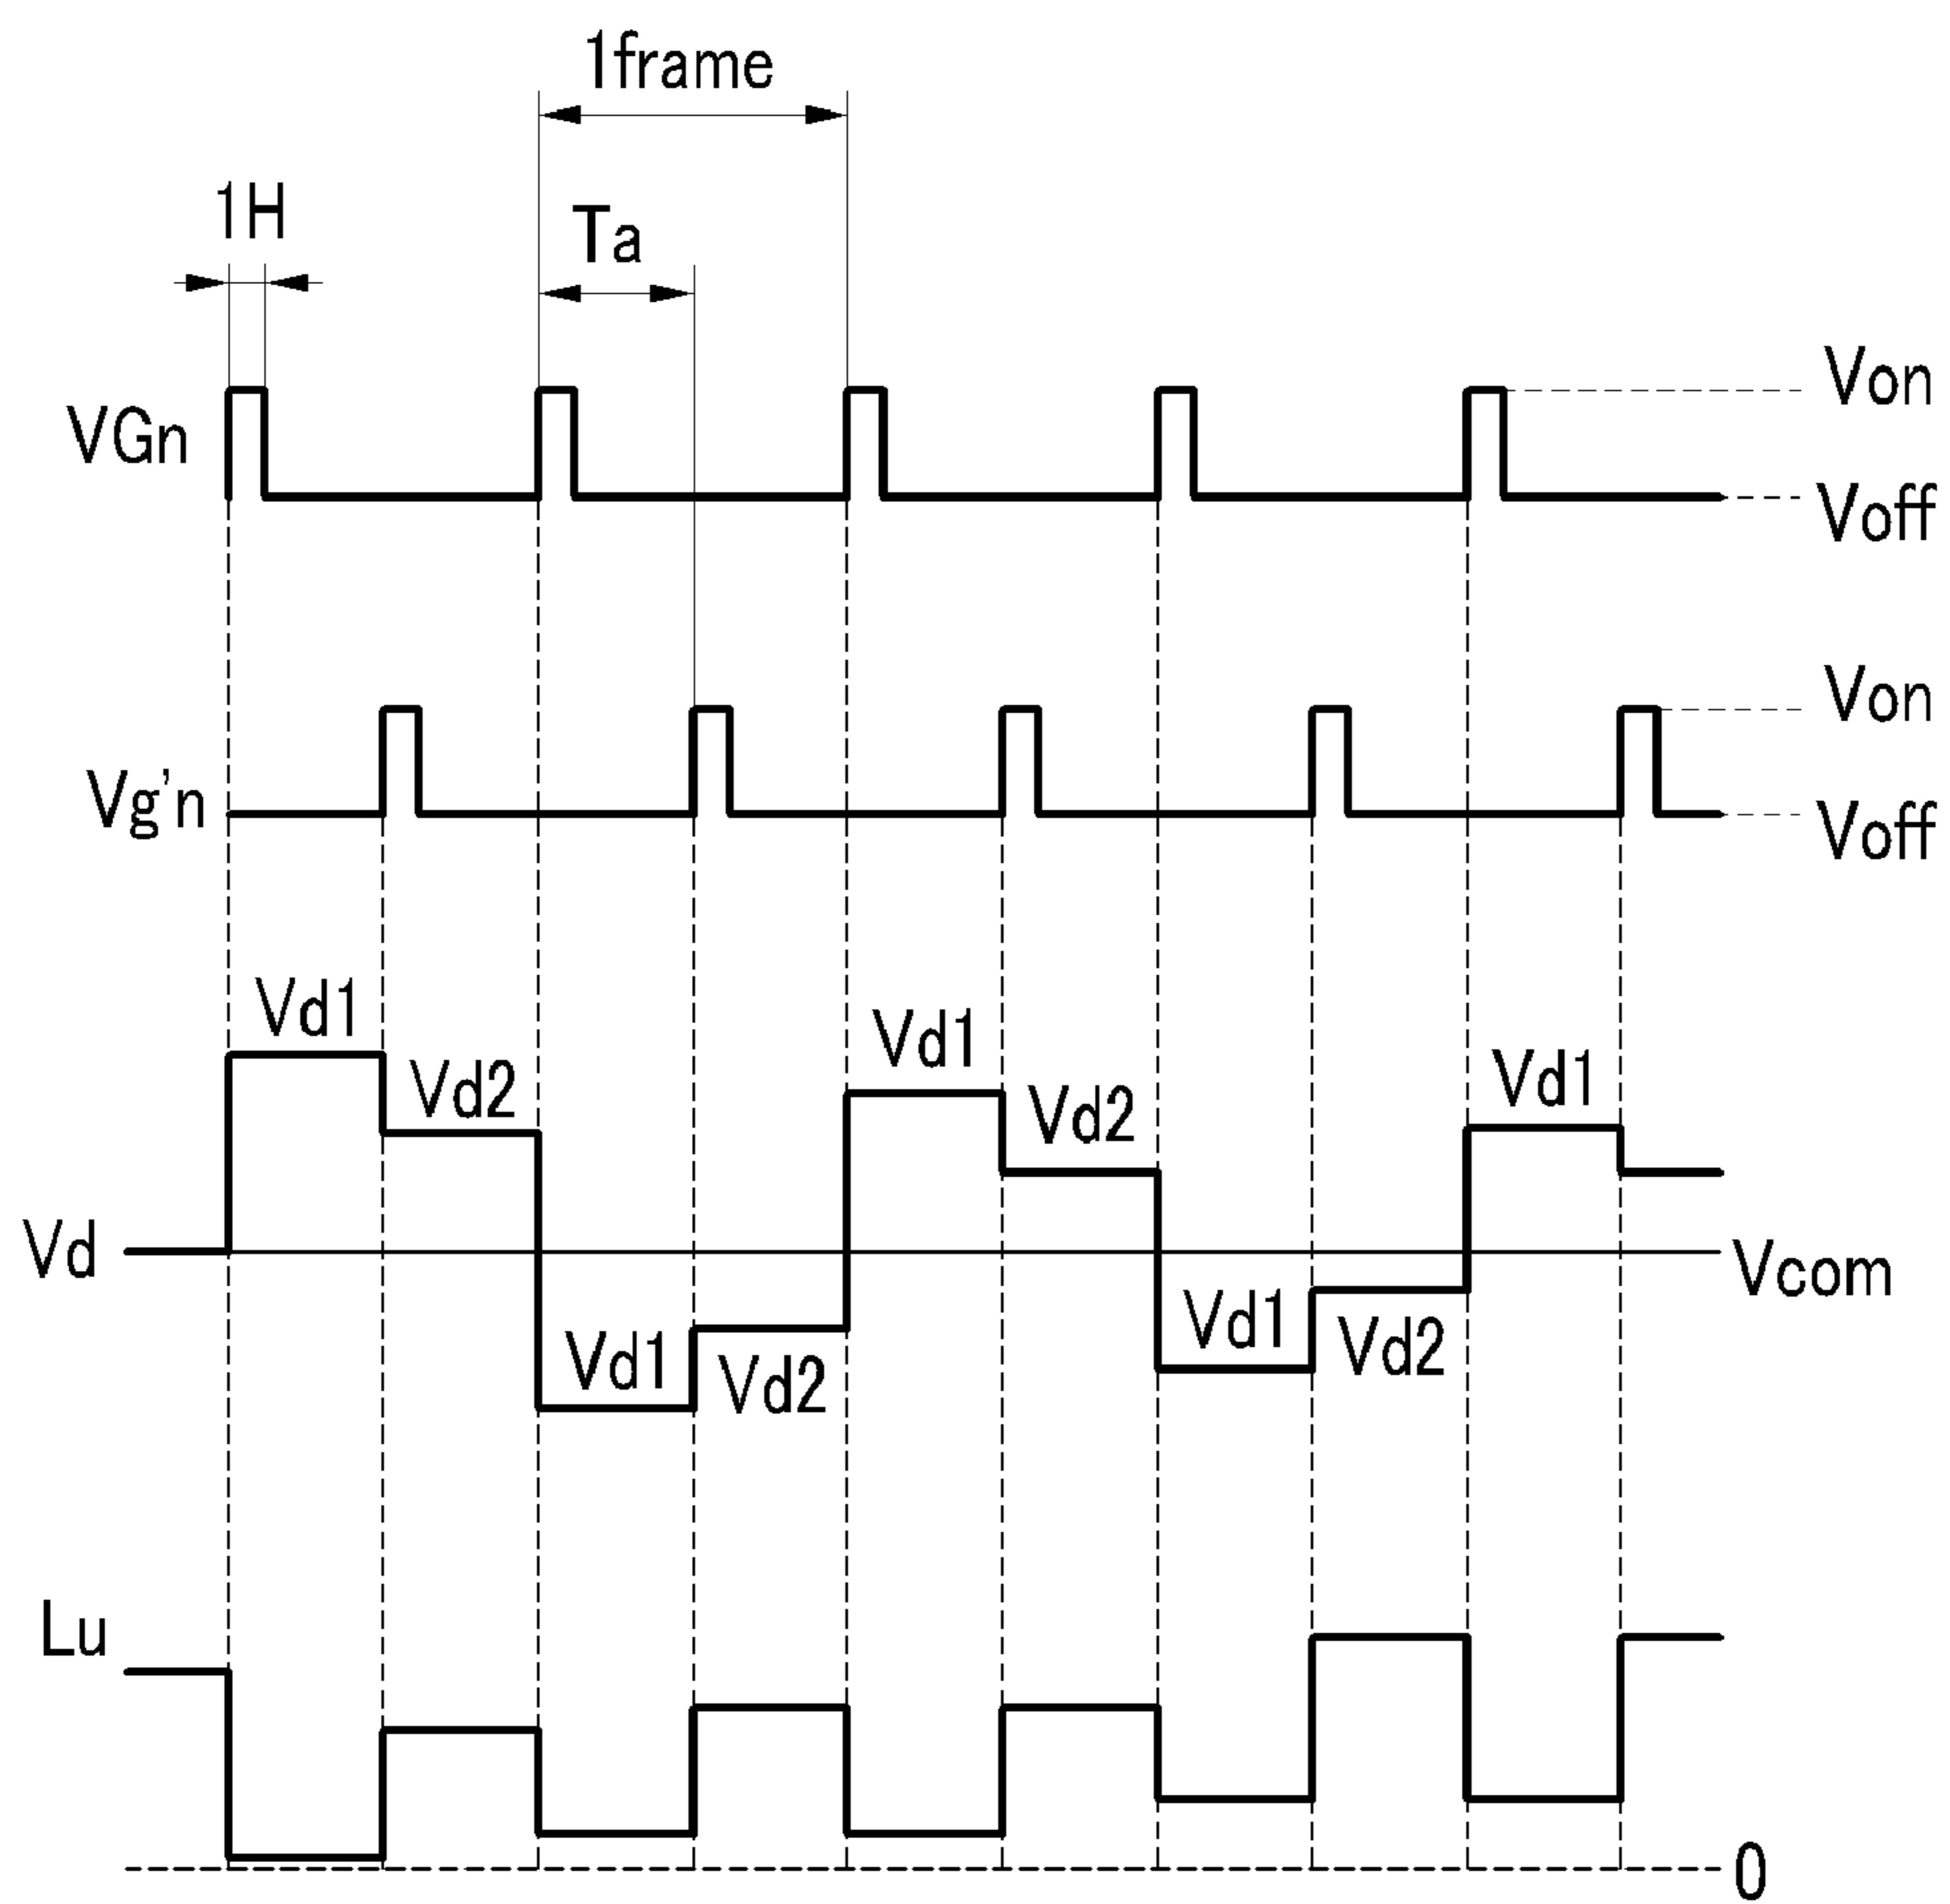 1frame
1H
Ta
Von
VGn
Voff
Von
Vg'n
Voff
Vd1
Vd1
Vd1
Vd2
Vd2
Vd
Vcom
Vd1
Vd2
Vd1
Vd2
Lu
0